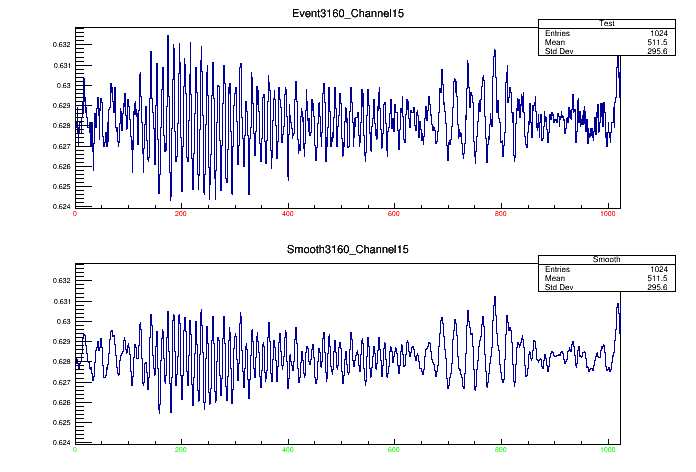 Event3160_Channel15
Test
Entries 1024
Mean 511.5
Std Dev 295.6
0.632
0.631
0.63
0.629
0.628
0.627
0.626
0.625
0.624
0 200 400 600 800 1000
Smooth3160_Channel15
Smooth
Entries 1024
Mean 511.5
Std Dev 295.6
0.632
0.631
0.63
0.629
0.628
0.627
0.626
0.625
0.624
0 200 400 600 800 1000